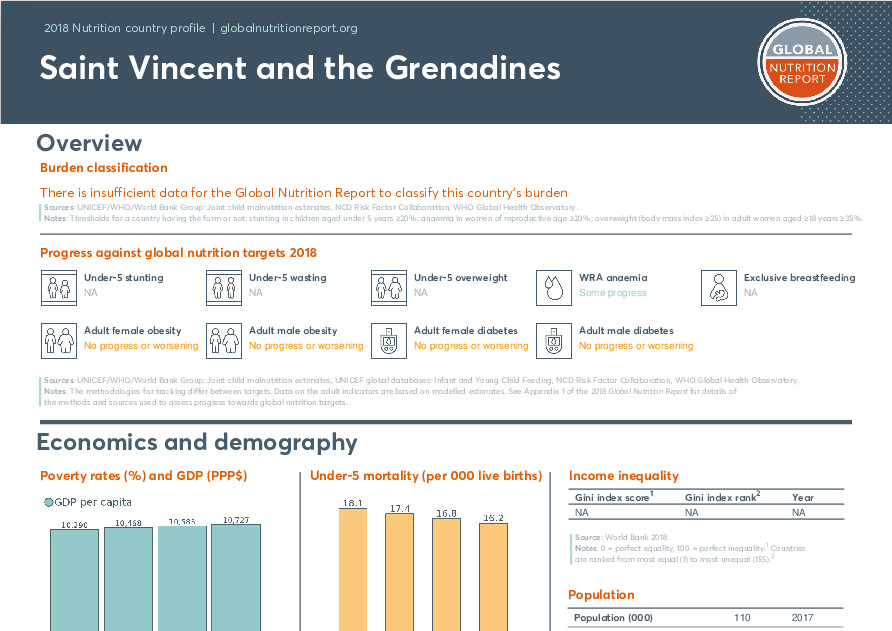 2018 Nutrition country profile | globalnutritionreport.org
Saint Vincent and the Grenadines
GLOBAL
NUTRITION
REPORT
Overview
Burden classification
There is insufficient data for the Global Nutrition Report to classify this country's burden
Sources: UNICEF/WHO/World Bank Group: Joint child malnutrition estimates, NCD Risk Factor Collaboration, WHO Global Health Observatory.
Notes: Thresholds for a country having the form or not: stunting in children aged under 5 years ≥20%; anaemia in women of reproductive age ≥20%; overweight (body mass index ≥25) in adult women aged ≥18 years ≥35%.
Progress against global nutrition targets 2018
Under-5 stunting
NA
Under-5 wasting
NA
Under-5 overweight
NA
WRA anaemia
Some progress
Exclusive breastfeeding
NA
Adult female obesity
No progress or worsening
Adult male obesity
No progress or worsening
Adult female diabetes
No progress or worsening
Adult male diabetes
No progress or worsening
Sources: UNICEF/WHO/World Bank Group: Joint child malnutrition estimates, UNICEF global databases: Infant and Young Child Feeding, NCD Risk Factor Collaboration, WHO Global Health Observatory.
Notes: The methodologies for tracking differ between targets. Data on the adult indicators are based on modelled estimates. See Appendix 1 of the 2018 Global Nutrition Report for details of
the methods and sources used to assess progress towards global nutrition targets.
Economics and demography
Poverty rates (%) and GDP (PPP$)
GDP per capita
10,290 10,468 10,585 10,727
Under-5 mortality (per 000 live births)
18.1 17.4 16.8 16.2
Income inequality
Gini index score¹ Gini index rank² Year
NA NA NA
Source: World Bank 2018.
Notes: 0 = perfect equality, 100 = perfect inequality.¹ Countries
are ranked from most equal (1) to most unequal (155).²
Population
Population (000) 110 2017